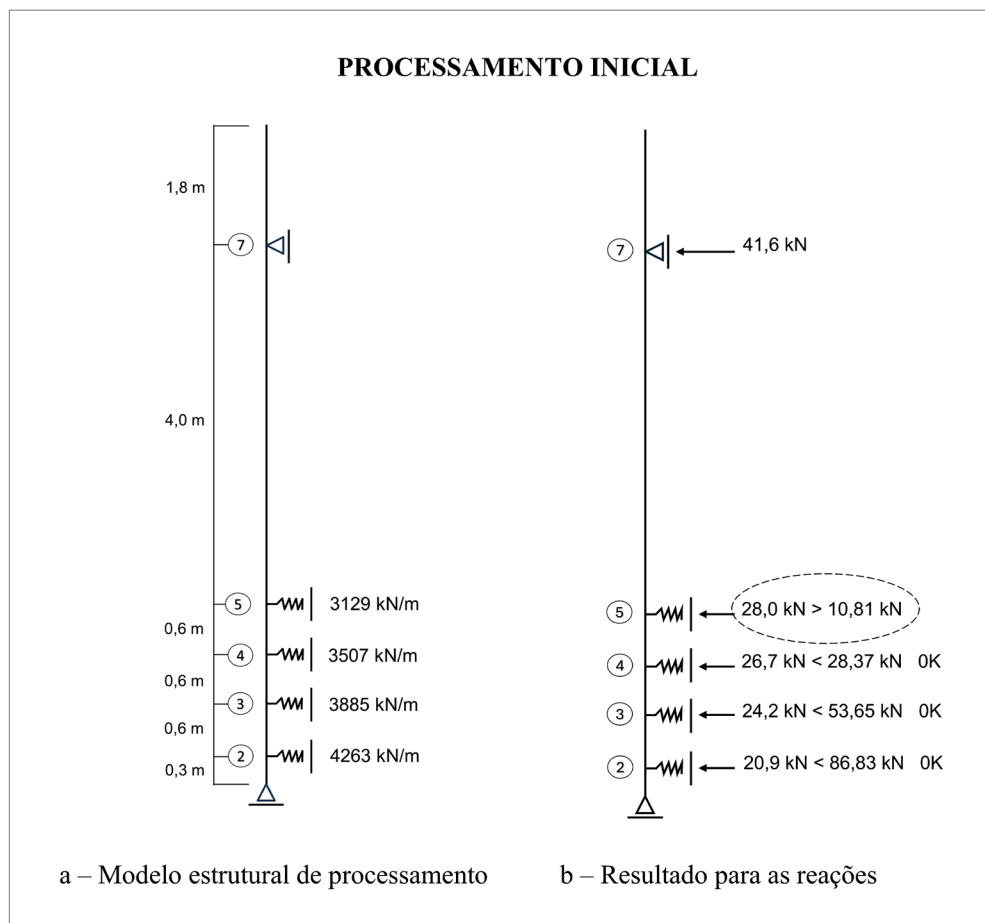 PROCESSAMENTO INICIAL
1,8 m
7
4,0 m
5
3129 kN/m
0,6 m
4
3507 kN/m
0,6 m
3
3885 kN/m
0,6 m
2
4263 kN/m
0,3 m
7
41,6 kN
5
28,0 kN > 10,81 kN
4
26,7 kN < 28,37 kN 0K
3
24,2 kN < 53,65 kN 0K
2
20,9 kN < 86,83 kN 0K
a – Modelo estrutural de processamento
b – Resultado para as reações